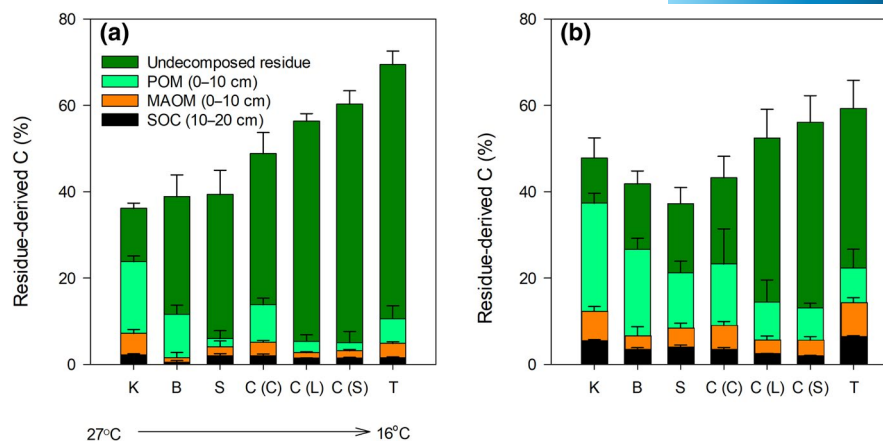 (a)
(b)
80
60
40
20
0
Residue-derived C (%)
Undecomposed residue
POM (0–10 cm)
MAOM (0–10 cm)
SOC (10–20 cm)
K B S C (C) C (L) C (S) T
27°C 16°C
80
60
40
20
0
Residue-derived C (%)
K B S C (C) C (L) C (S) T